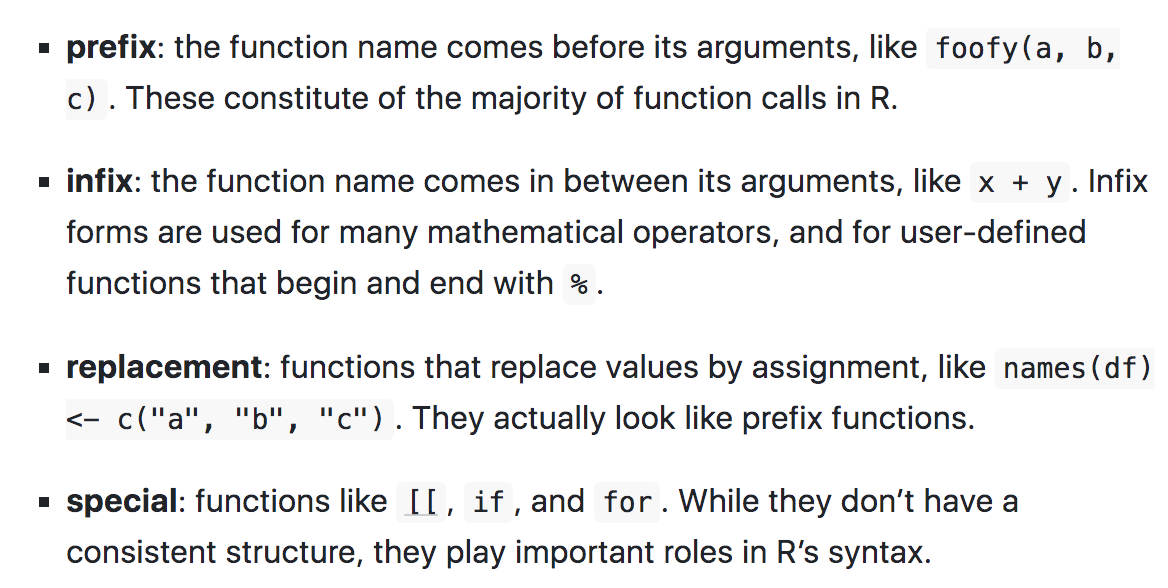 ▪ prefix: the function name comes before its arguments, like foofy(a, b,
c). These constitute of the majority of function calls in R.
▪ infix: the function name comes in between its arguments, like x + y. Infix
forms are used for many mathematical operators, and for user-defined
functions that begin and end with %.
▪ replacement: functions that replace values by assignment, like names(df)
<- c("a", "b", "c"). They actually look like prefix functions.
▪ special: functions like [[, if, and for. While they don’t have a
consistent structure, they play important roles in R’s syntax.